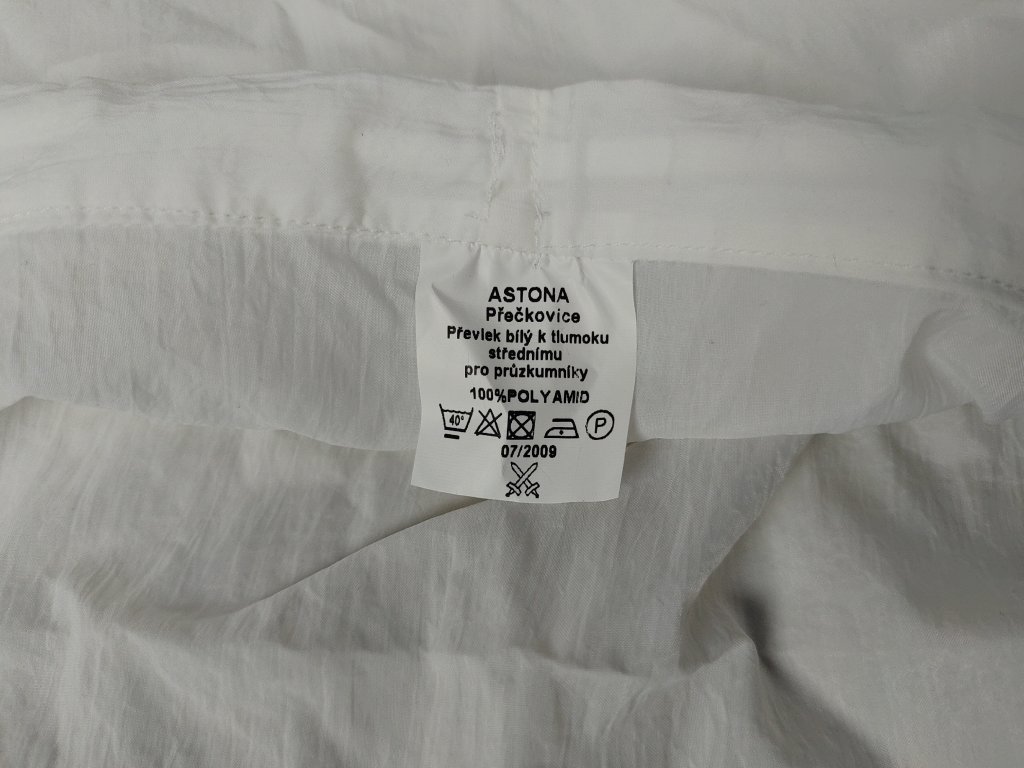 ASTONA
Přečkovice
Převlek bílý k tlumoku
střednímu
pro průzkumníky
100%POLYAMID
40°
P
07/2009